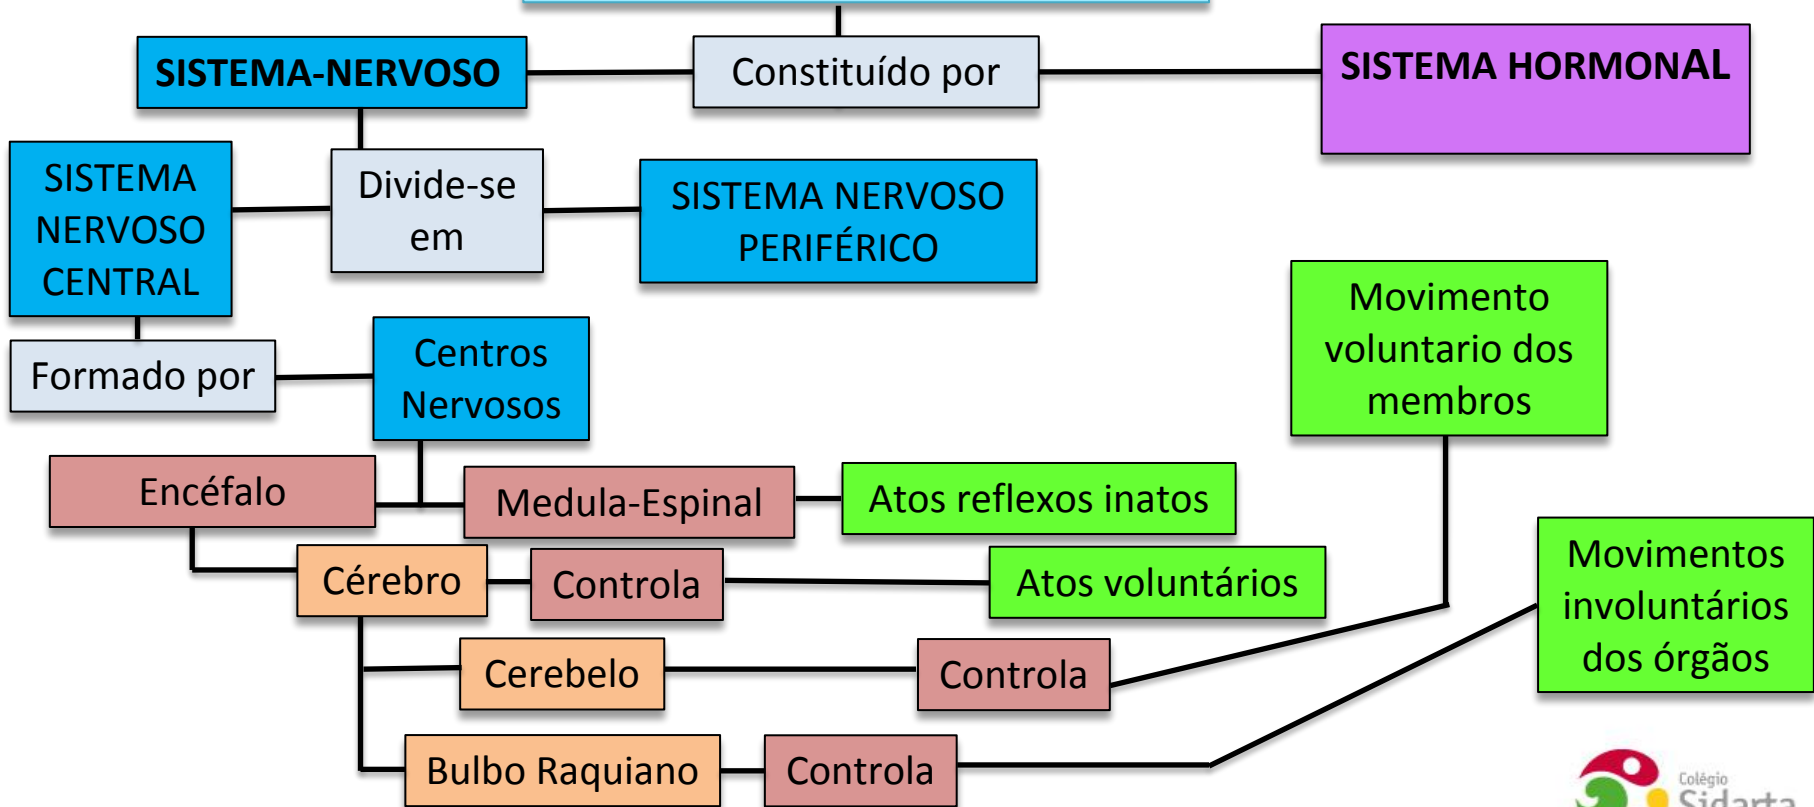 SISTEMA-NERVOSO
Constituído por
SISTEMA HORMONAL
SISTEMA
NERVOSO
CENTRAL
Divide-se
em
SISTEMA NERVOSO
PERIFÉRICO
Movimento
voluntario dos
membros
Formado por
Centros
Nervosos
Encéfalo
Medula-Espinal
Atos reflexos inatos
Cérebro
Controla
Atos voluntários
Movimentos
involuntários
dos órgãos
Cerebelo
Controla
Bulbo Raquiano
Controla
Colégio
Sidarta